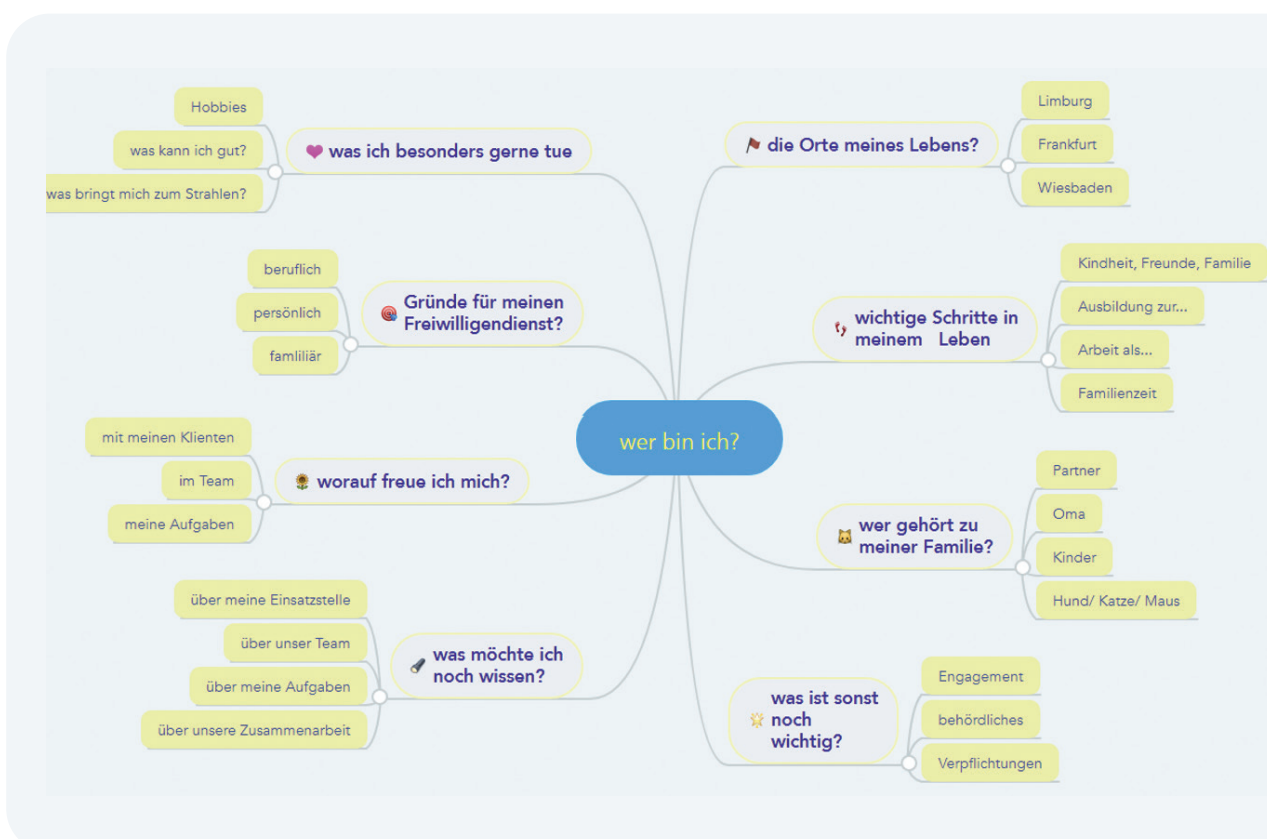 Hobbies
was kann ich gut?
was bringt mich zum Strahlen?
was ich besonders gerne tue
beruflich
persönlich
famliliär
Gründe für meinen
Freiwilligendienst?
mit meinen Klienten
im Team
meine Aufgaben
worauf freue ich mich?
über meine Einsatzstelle
über unser Team
über meine Aufgaben
über unsere Zusammenarbeit
was möchte ich
noch wissen?
wer bin ich?
die Orte meines Lebens?
Limburg
Frankfurt
Wiesbaden
wichtige Schritte in
meinem Leben
Kindheit, Freunde, Familie
Ausbildung zur...
Arbeit als...
Familienzeit
wer gehört zu
meiner Familie?
Partner
Oma
Kinder
Hund/ Katze/ Maus
was ist sonst
noch
wichtig?
Engagement
behördliches
Verpflichtungen